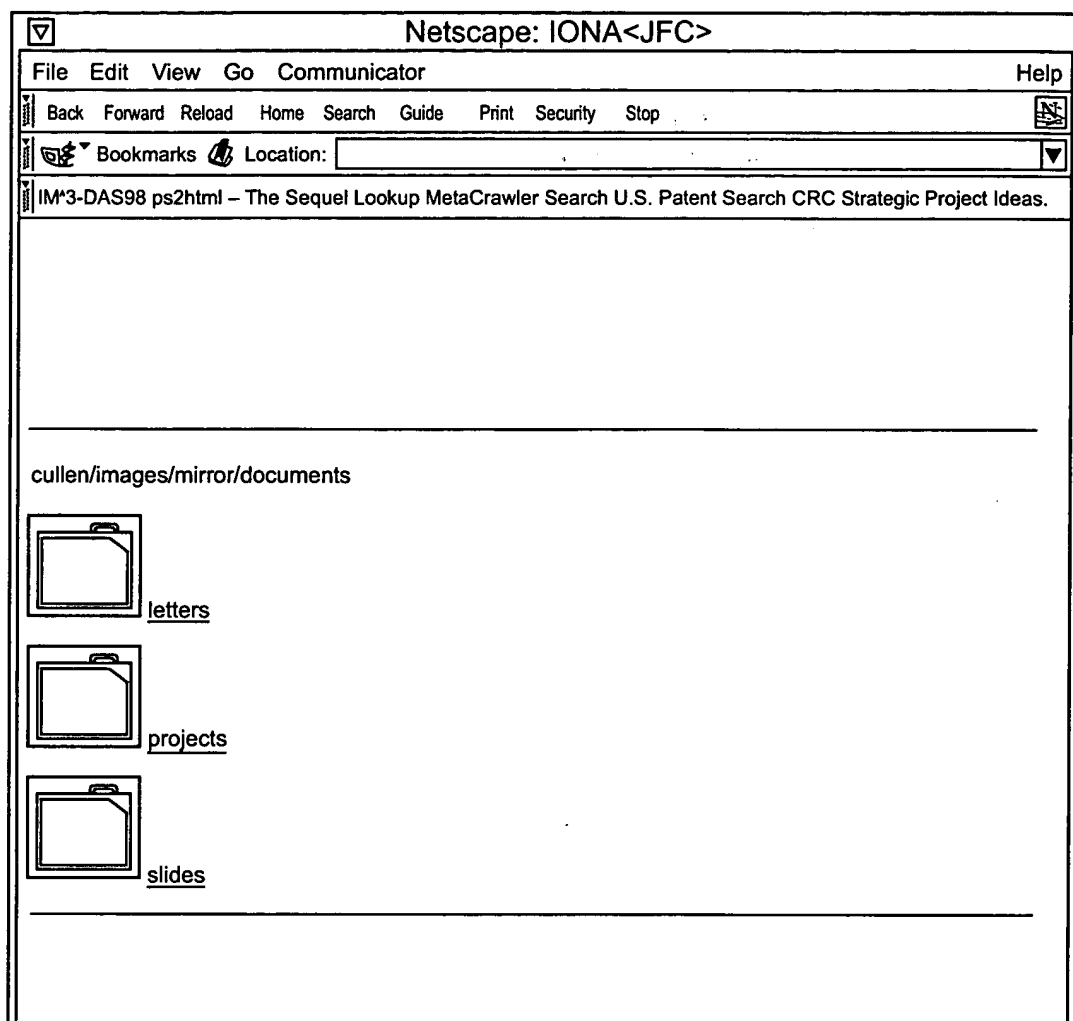 Netscape: IONA<JFC>
File Edit View Go Communicator Help
Back Forward Reload Home Search Guide Print Security Stop N
Bookmarks Location:
IM^3-DAS98 ps2html – The Sequel Lookup MetaCrawler Search U.S. Patent Search CRC Strategic Project Ideas.
cullen/images/mirror/documents
letters
projects
slides